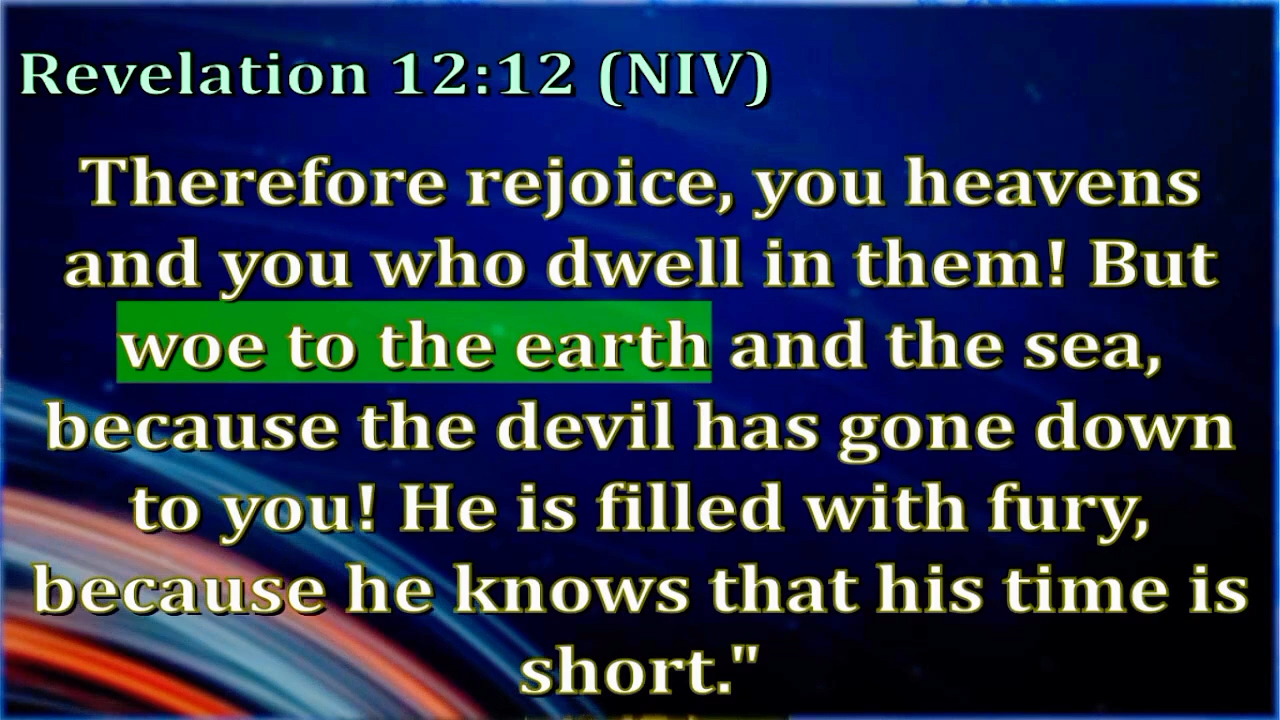 Revelation 12:12 (NIV)
Therefore rejoice, you heavens
and you who dwell in them! But
woe to the earth and the sea,
because the devil has gone down
to you! He is filled with fury,
because he knows that his time is
short."